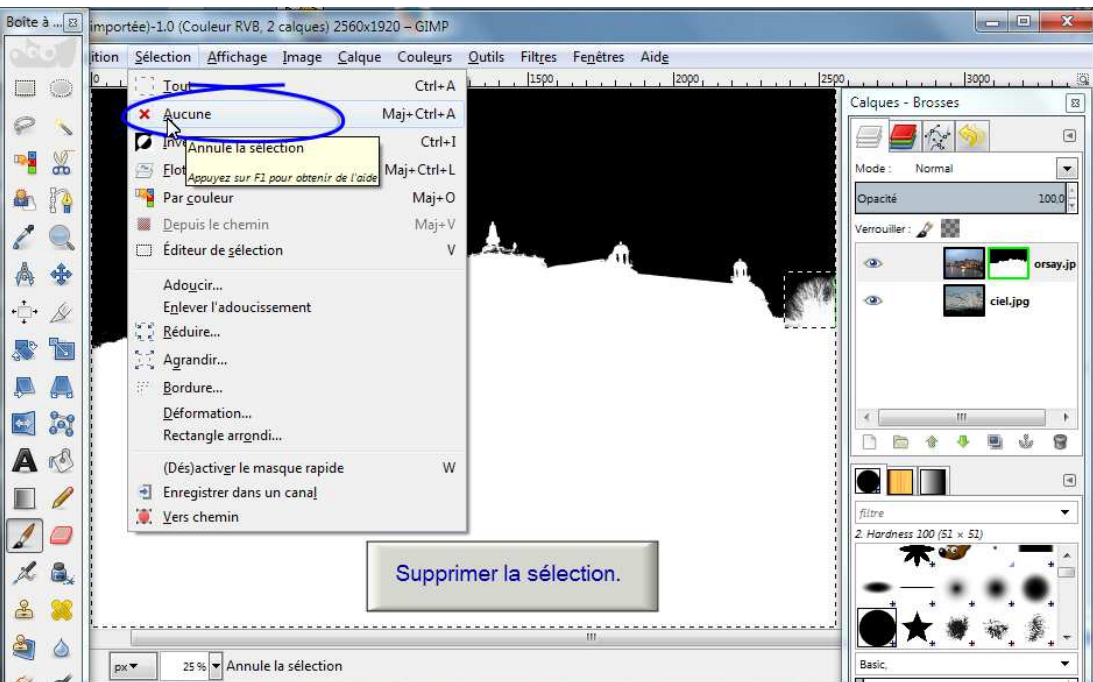 Boîte à ...
importée)-1.0 (Couleur RVB, 2 calques) 2560x1920 – GIMP
ition Sélection Affichage Image Calque Couleurs Outils Filtres Fenêtres Aide
0 1500 2000 2500 3000
Tout Ctrl+A
Aucune Maj+Ctrl+A
Inve Ctrl+I
Annule la sélection
Flot Maj+Ctrl+L
Appuyez sur F1 pour obtenir de l'aide
Par couleur Maj+O
Depuis le chemin Maj+V
Éditeur de sélection V
Adoucir...
Enlever l'adoucissement
Réduire...
Agrandir...
Bordure...
Déformation...
Rectangle arrondi...
(Dés)activer le masque rapide W
Enregistrer dans un canal
Vers chemin
Supprimer la sélection.
px 25 % Annule la sélection
Calques - Brosses
Mode : Normal
Opacité 100,0
Verrouiller :
orsay.jp
ciel.jpg
filtre
2. Hardness 100 (51 × 51)
Basic,